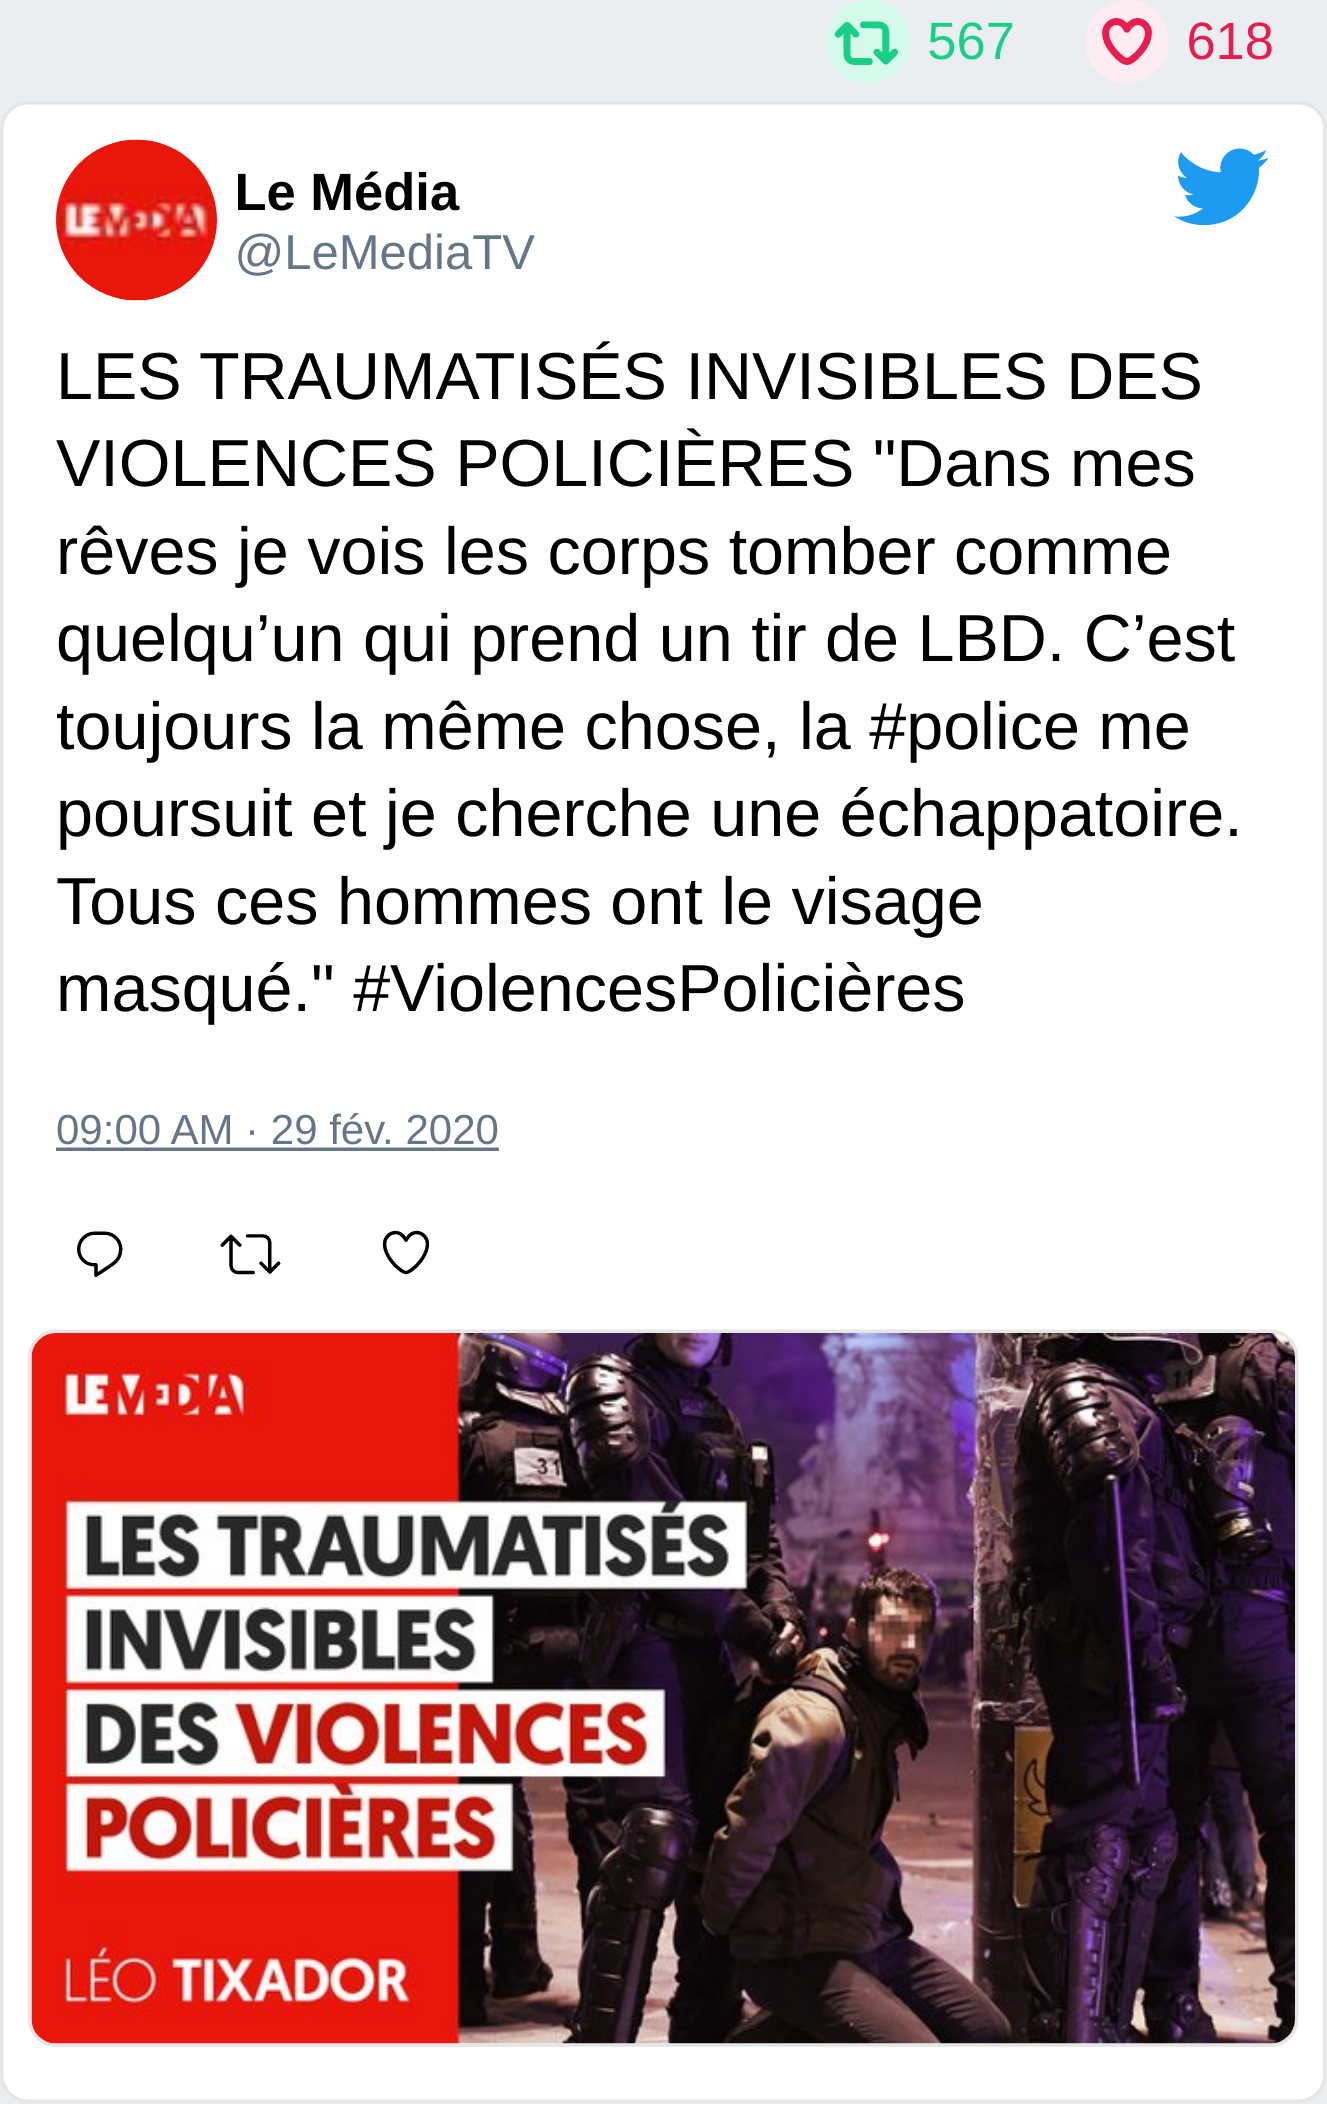 567 618
LE MEDIA
Le Média
@LeMediaTV
LES TRAUMATISÉS INVISIBLES DES
VIOLENCES POLICIÈRES "Dans mes
rêves je vois les corps tomber comme
quelqu’un qui prend un tir de LBD. C’est
toujours la même chose, la #police me
poursuit et je cherche une échappatoire.
Tous ces hommes ont le visage
masqué." #ViolencesPolicières
09:00 AM · 29 fév. 2020
LE MEDIA
31
11
LES TRAUMATISÉS
INVISIBLES
DES VIOLENCES
POLICIÈRES
LÉO TIXADOR